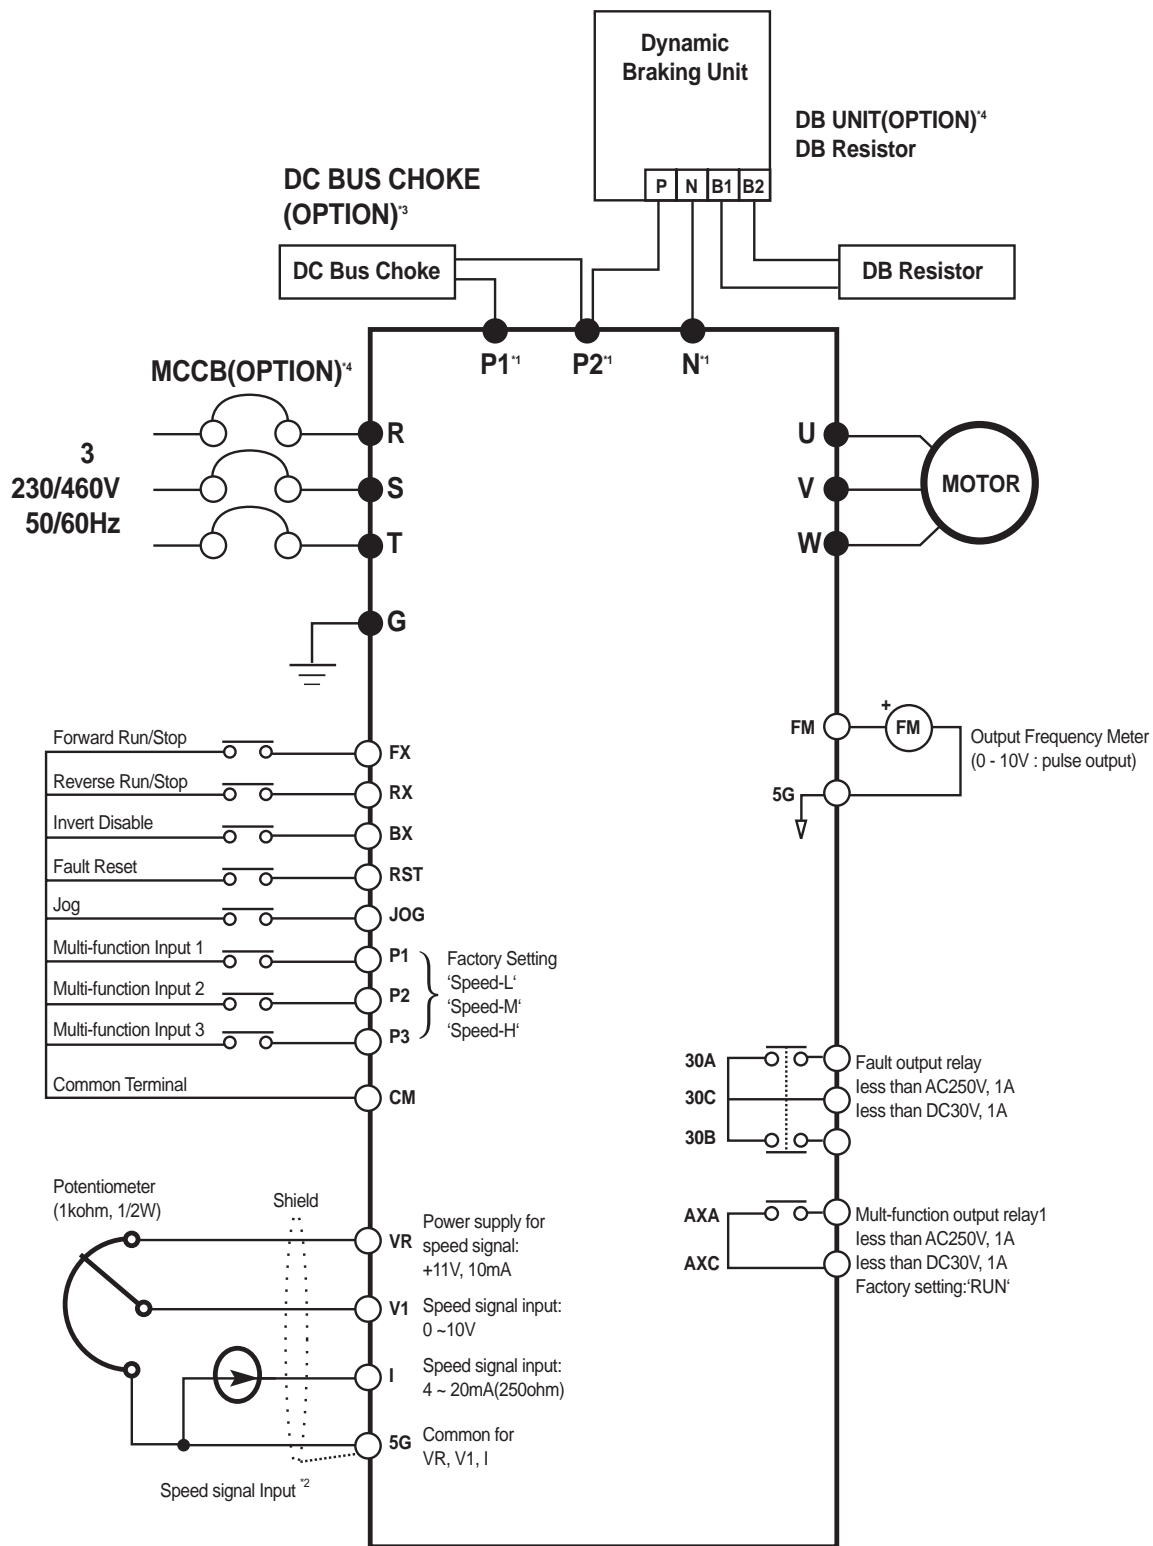 Dynamic
Braking Unit
DB UNIT(OPTION)*4
DB Resistor
P N B1 B2
DC BUS CHOKE
(OPTION)*3
DC Bus Choke
DB Resistor
P1*1 P2*1 N*1
MCCB(OPTION)*4
3
230/460V
50/60Hz
R
S
T
G
U
V
W
MOTOR
Forward Run/Stop
FX
Reverse Run/Stop
RX
Invert Disable
BX
Fault Reset
RST
Jog
JOG
Multi-function Input 1
P1
Multi-function Input 2
P2
Multi-function Input 3
P3
Factory Setting
‘Speed-L‘
‘Speed-M‘
‘Speed-H‘
Common Terminal
CM
FM
+
FM
5G
Output Frequency Meter
(0 - 10V : pulse output)
30A
30C
30B
Fault output relay
less than AC250V, 1A
less than DC30V, 1A
AXA
AXC
Mult-function output relay1
less than AC250V, 1A
less than DC30V, 1A
Factory setting:‘RUN‘
Potentiometer
(1kohm, 1/2W)
Shield
VR
Power supply for
speed signal:
+11V, 10mA
V1
Speed signal input:
0 ~10V
I
Speed signal input:
4 ~ 20mA(250ohm)
5G
Common for
VR, V1, I
Speed signal Input *2